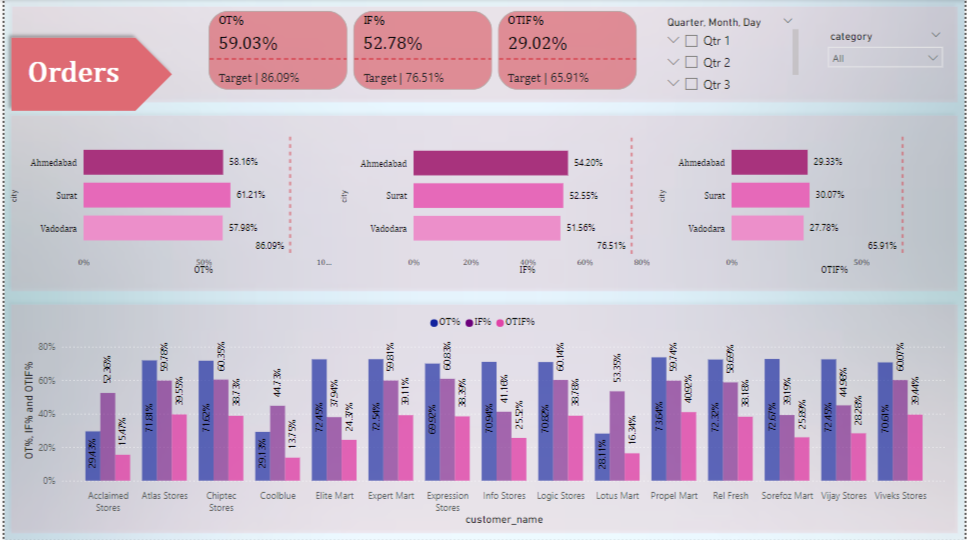 Orders
OT%
59.03%
Target | 86.09%
IF%
52.78%
Target | 76.51%
OTIF%
29.02%
Target | 65.91%
Quarter, Month, Day
Qtr 1
Qtr 2
Qtr 3
category
All
city
Ahmedabad 58.16%
Surat 61.21%
Vadodara 57.98%
86.09%
0% 50% 10...
OT%
city
Ahmedabad 54.20%
Surat 52.55%
Vadodara 51.56%
76.51%
0% 20% 40% 60% 80%
IF%
city
Ahmedabad 29.33%
Surat 30.07%
Vadodara 27.78%
65.91%
0% 50%
OTIF%
OT% IF% OTIF%
OT%, IF% and OTIF%
80%
60%
40%
20%
0%
29.43% 52.36% 15.47%
71.81% 59.78% 39.55%
71.62% 60.35% 38.73%
29.13% 44.73% 13.75%
72.45% 37.94% 24.37%
72.54% 59.81% 39.11%
69.92% 60.83% 38.39%
70.94% 41.16% 25.52%
70.82% 60.14% 38.78%
28.11% 53.35% 16.34%
73.64% 59.74% 40.92%
72.32% 58.69% 38.18%
72.67% 39.19% 25.89%
72.45% 44.96% 28.28%
70.61% 60.07% 39.44%
Acclaimed Stores
Atlas Stores
Chiptec Stores
Coolblue
Elite Mart
Expert Mart
Expression Stores
Info Stores
Logic Stores
Lotus Mart
Propel Mart
Rel Fresh
Sorefoz Mart
Vijay Stores
Viveks Stores
customer_name